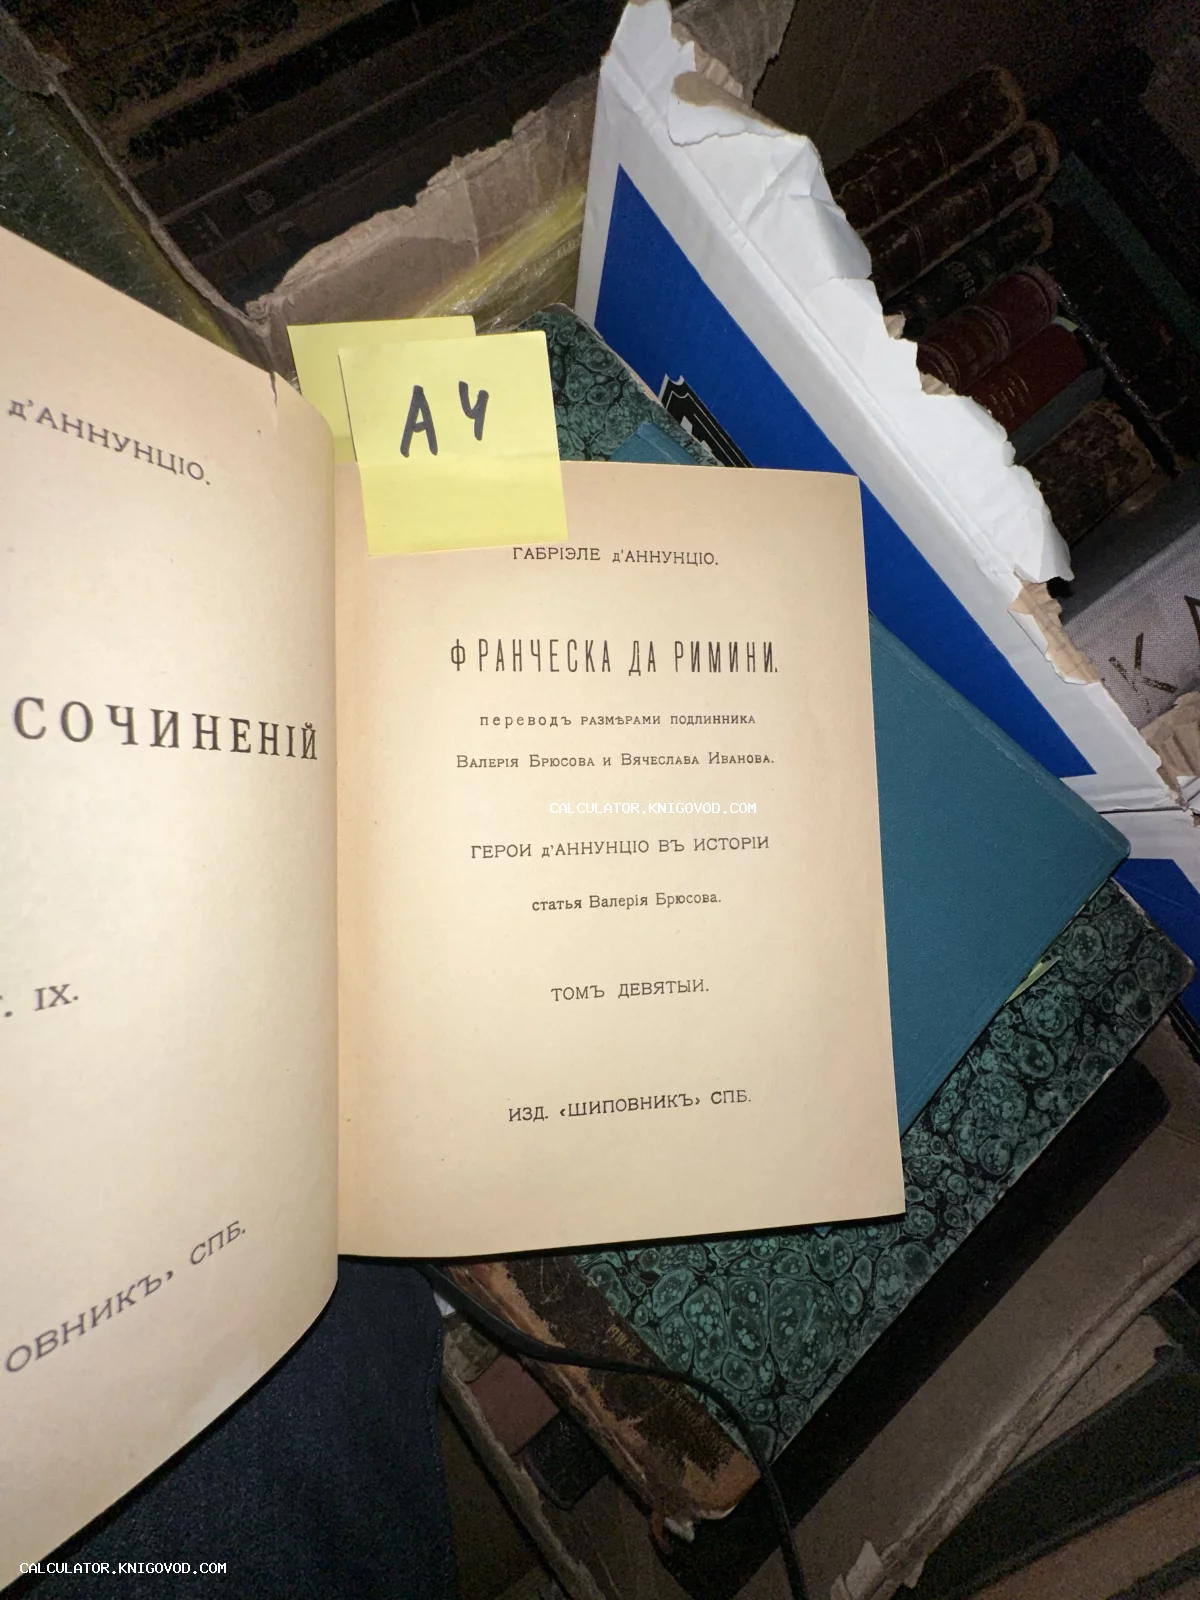 д'АННУНЦІО.
СОЧИНЕНІЙ
IX.
ОВНИКЪ, СПБ.
А Ч
ГАБРІЭЛЕ д'АННУНЦІО.
ФРАНЧЕСКА ДА РИМИНИ.
переводъ размѣрами подлинника
Валерія Брюсова и Вячеслава Иванова.
CALCULATOR.KNIGOVOD.COM
ГЕРОИ д'АННУНЦІО ВЪ ИСТОРІИ
статья Валерія Брюсова.
ТОМЪ ДЕВЯТЫЙ.
ИЗД. «ШИПОВНИКЪ» СПБ.
CALCULATOR.KNIGOVOD.COM